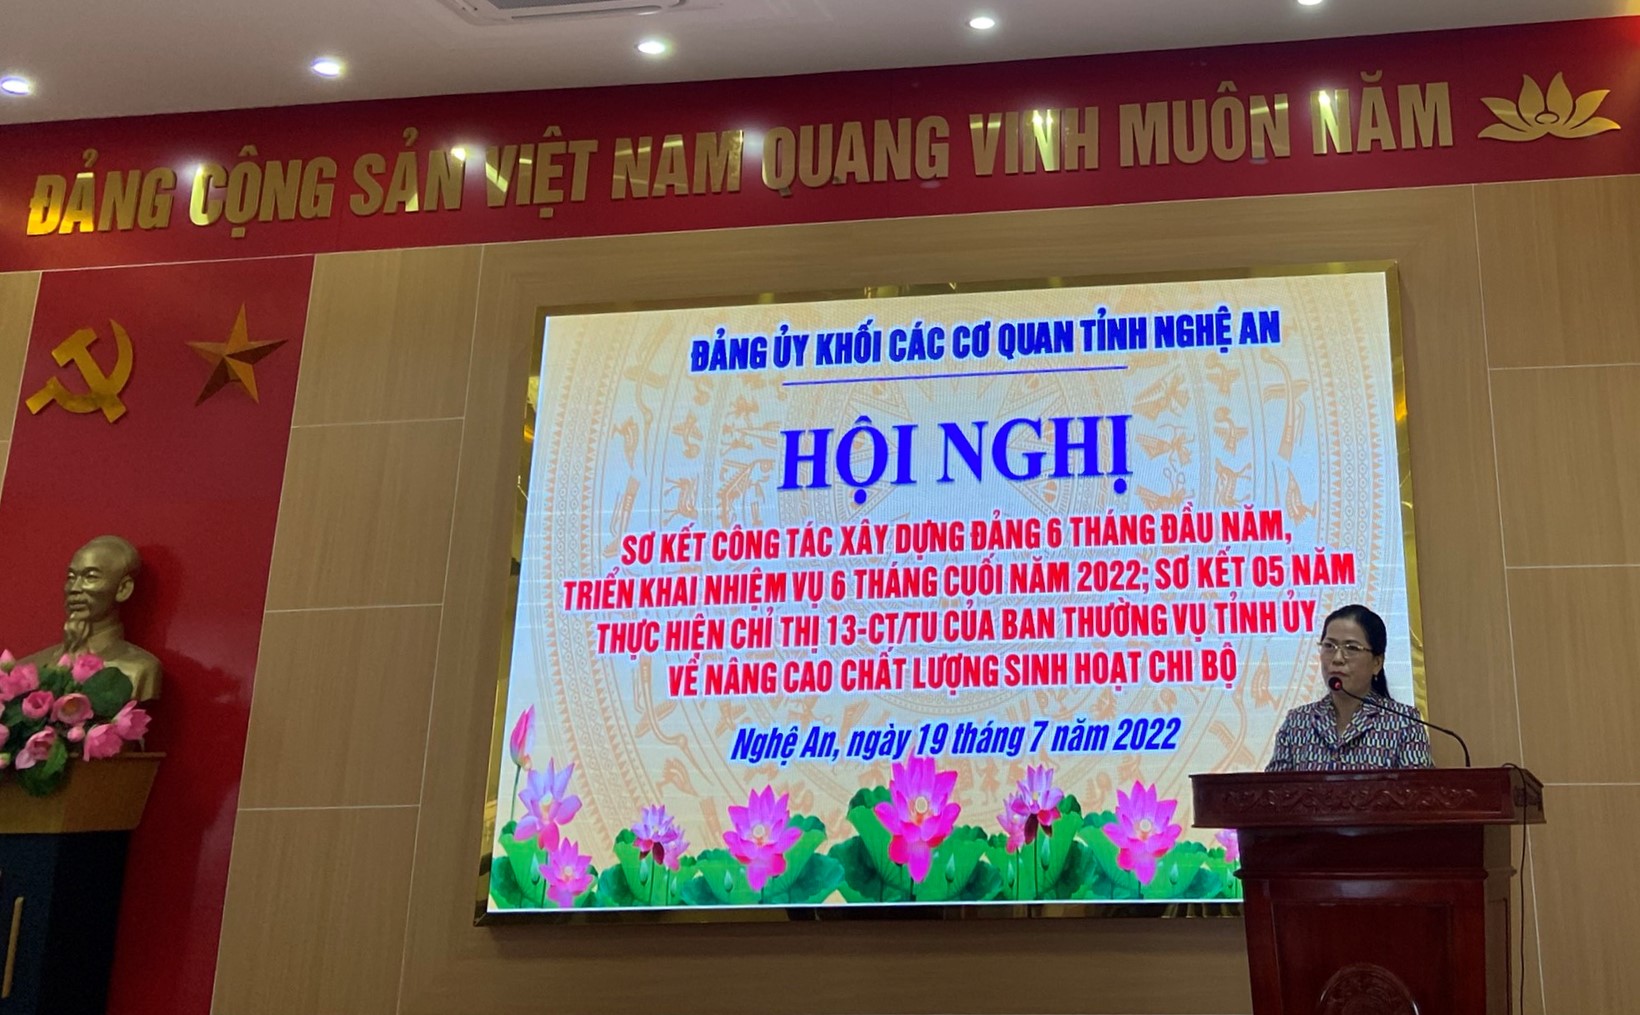 ĐẢNG CỘNG SẢN VIỆT NAM QUANG VINH MUÔN NĂM
ĐẢNG ỦY KHỐI CÁC CƠ QUAN TỈNH NGHỆ AN
HỘI NGHỊ
SƠ KẾT CÔNG TÁC XÂY DỰNG ĐẢNG 6 THÁNG ĐẦU NĂM,
TRIỂN KHAI NHIỆM VỤ 6 THÁNG CUỐI NĂM 2022; SƠ KẾT 05 NĂM
THỰC HIỆN CHỈ THỊ 13-CT/TU CỦA BAN THƯỜNG VỤ TỈNH ỦY
VỀ NÂNG CAO CHẤT LƯỢNG SINH HOẠT CHI BỘ
Nghệ An, ngày 19 tháng 7 năm 2022